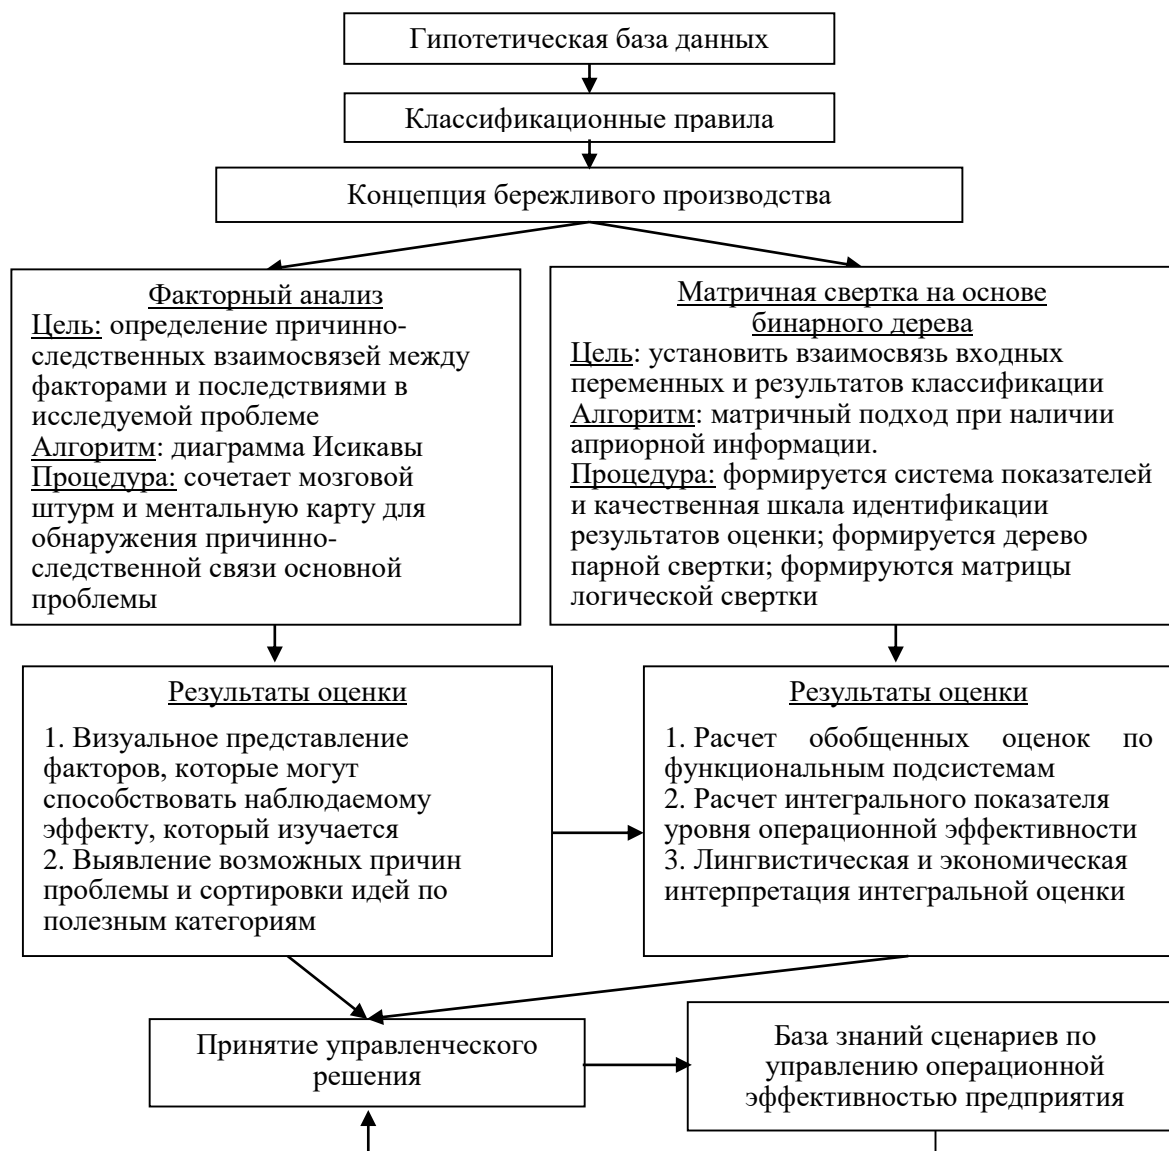 Гипотетическая база данных
Классификационные правила
Концепция бережливого производства
Факторный анализ
Цель: определение причинно-
следственных взаимосвязей между
факторами и последствиями в
исследуемой проблеме
Алгоритм: диаграмма Исикавы
Процедура: сочетает мозговой
штурм и ментальную карту для
обнаружения причинно-
следственной связи основной
проблемы
Матричная свертка на основе
бинарного дерева
Цель: установить взаимосвязь входных
переменных и результатов классификации
Алгоритм: матричный подход при наличии
априорной информации.
Процедура: формируется система показателей
и качественная шкала идентификации
результатов оценки; формируется дерево
парной свертки; формируются матрицы
логической свертки
Результаты оценки
1. Визуальное представление
факторов, которые могут
способствовать наблюдаемому
эффекту, который изучается
2. Выявление возможных причин
проблемы и сортировки идей по
полезным категориям
Результаты оценки
1. Расчет обобщенных оценок по
функциональным подсистемам
2. Расчет интегрального показателя
уровня операционной эффективности
3. Лингвистическая и экономическая
интерпретация интегральной оценки
Принятие управленческого
решения
База знаний сценариев по
управлению операционной
эффективностью предприятия